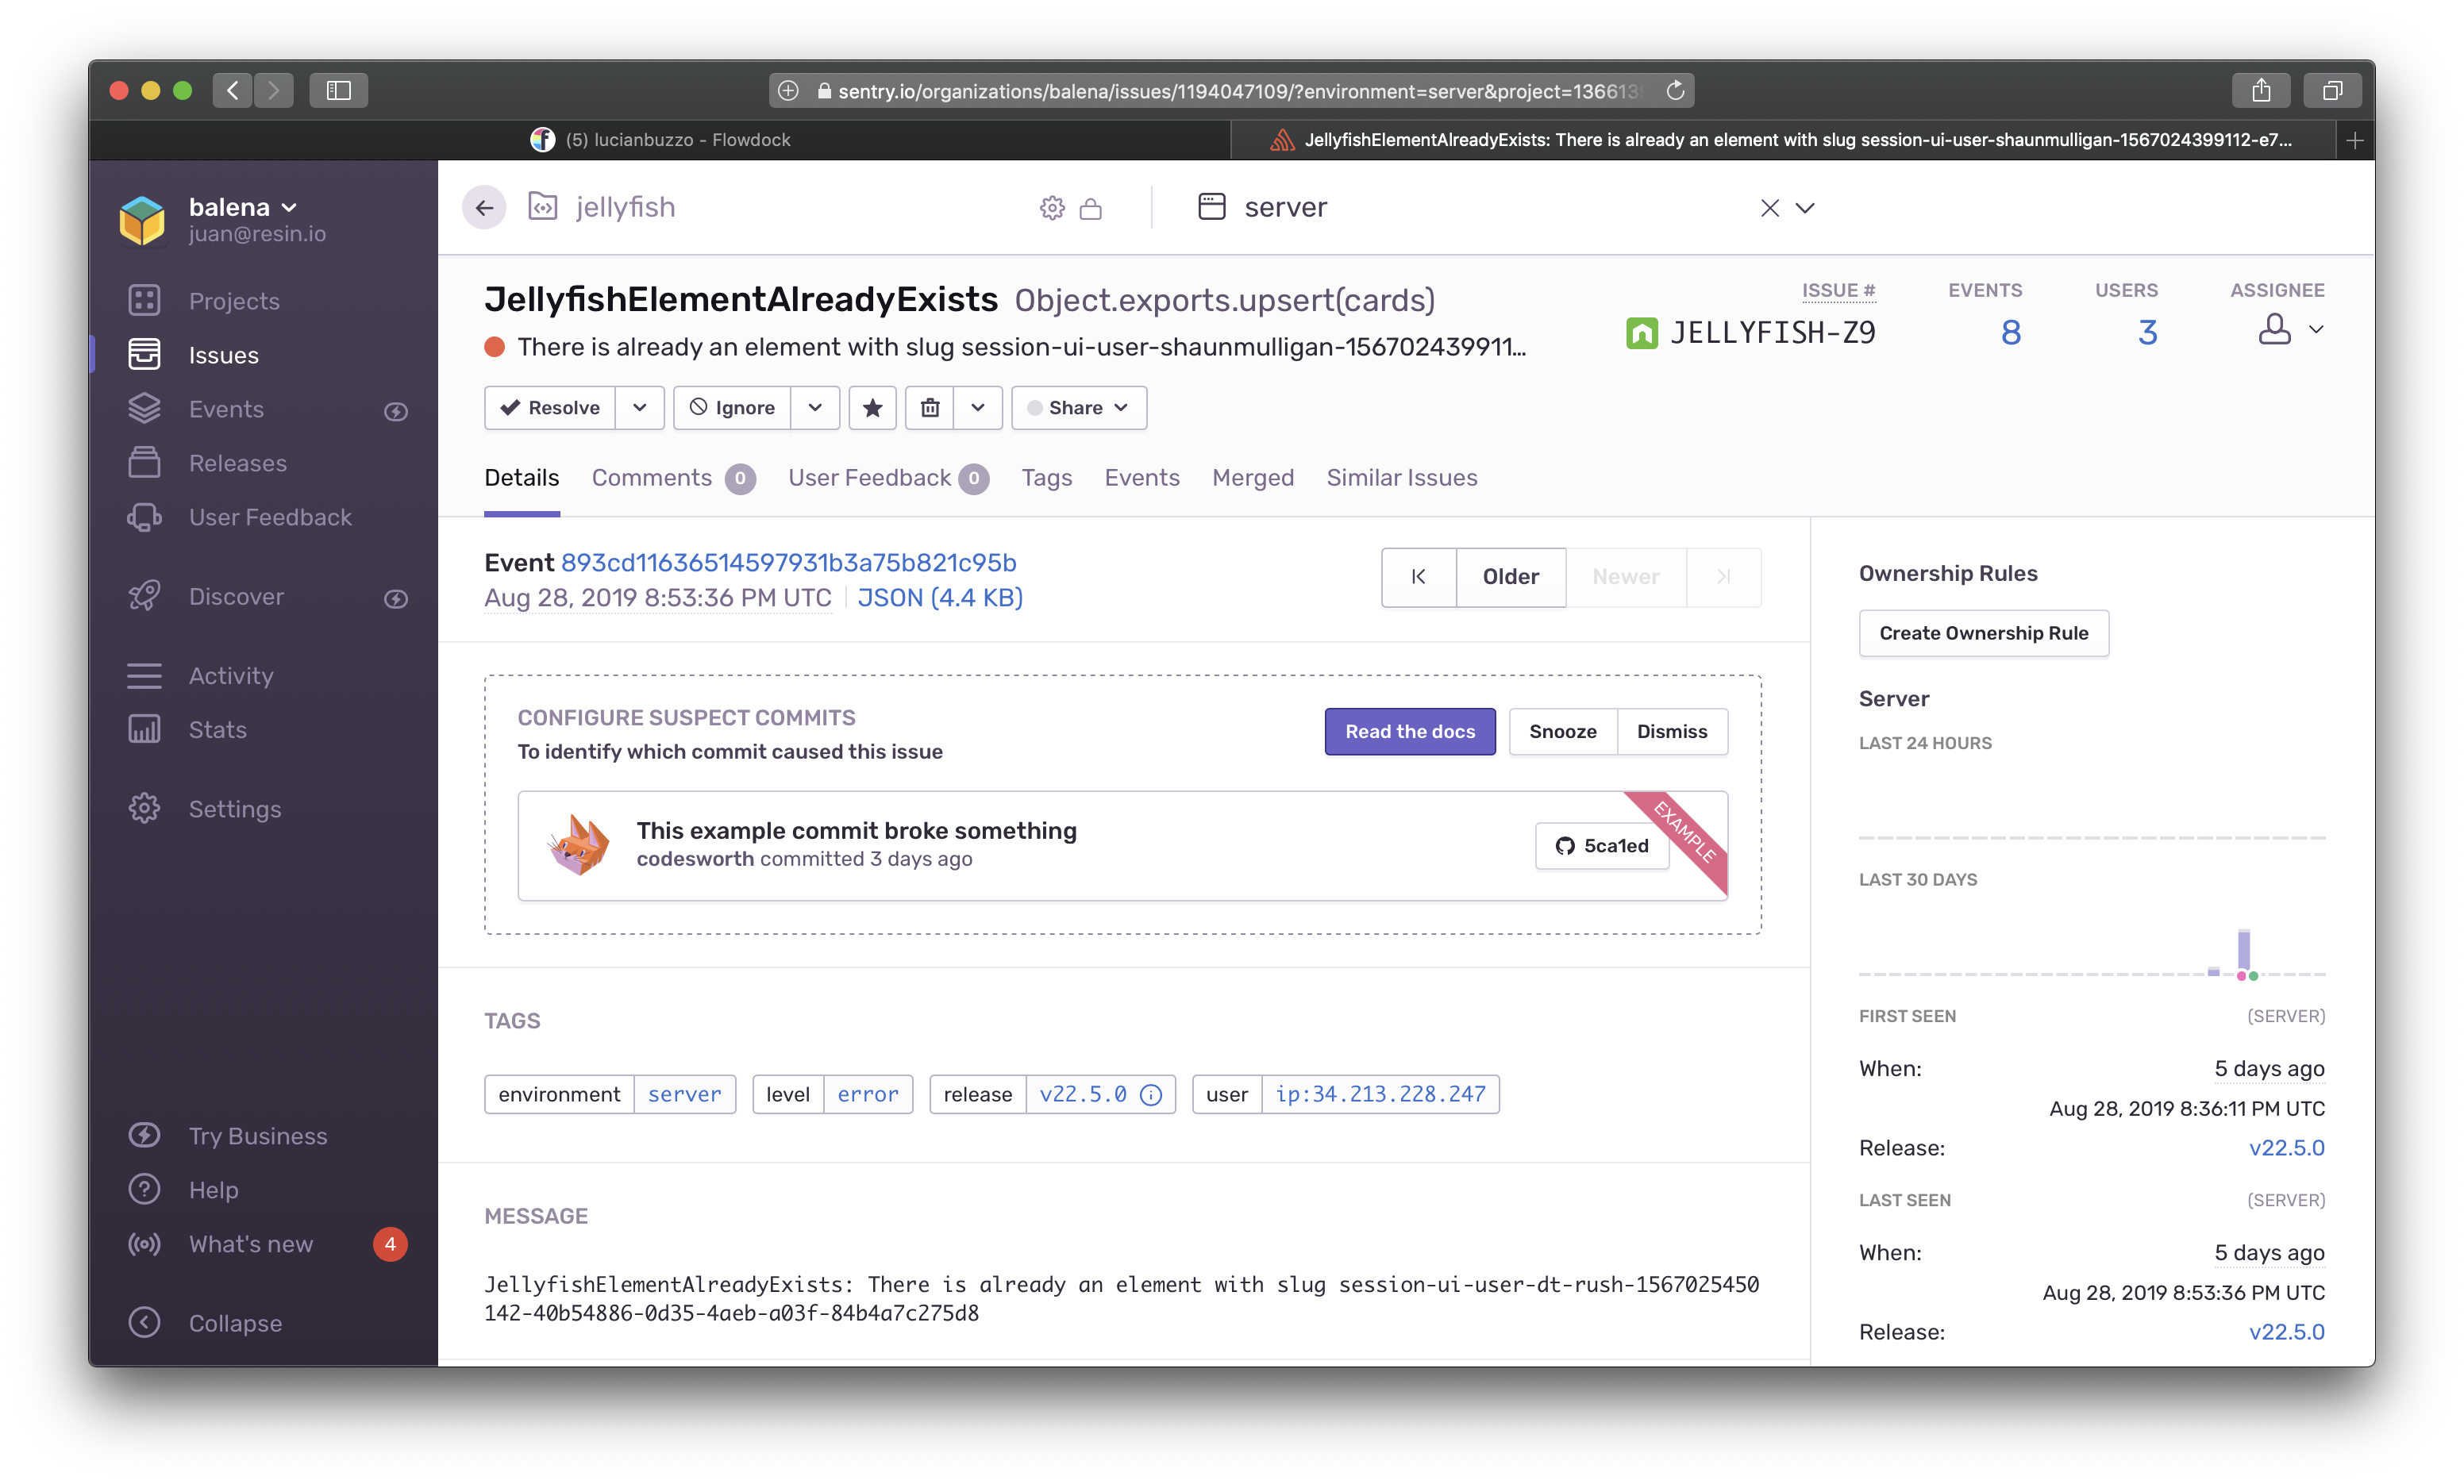 sentry.io/organizations/balena/issues/1194047109/?environment=server&project=136613
(5) lucianbuzzo - Flowdock
JellyfishElementAlreadyExists: There is already an element with slug session-ui-user-shaunmulligan-1567024399112-e7...
balena
juan@resin.io
Projects
Issues
Events
Releases
User Feedback
Discover
Activity
Stats
Settings
Try Business
Help
What's new 4
Collapse
jellyfish
server
JellyfishElementAlreadyExists Object.exports.upsert(cards)
There is already an element with slug session-ui-user-shaunmulligan-156702439911...
ISSUE # EVENTS USERS ASSIGNEE
JELLYFISH-Z9 8 3
Resolve Ignore Share
Details Comments 0 User Feedback 0 Tags Events Merged Similar Issues
Event 893cd11636514597931b3a75b821c95b
Aug 28, 2019 8:53:36 PM UTC JSON (4.4 KB)
Older Newer
CONFIGURE SUSPECT COMMITS
To identify which commit caused this issue
Read the docs Snooze Dismiss
This example commit broke something
codesworth committed 3 days ago
5ca1ed
EXAMPLE
TAGS
environment server level error release v22.5.0 user ip:34.213.228.247
MESSAGE
JellyfishElementAlreadyExists: There is already an element with slug session-ui-user-dt-rush-1567025450
142-40b54886-0d35-4aeb-a03f-84b4a7c275d8
Ownership Rules
Create Ownership Rule
Server
LAST 24 HOURS
LAST 30 DAYS
FIRST SEEN (SERVER)
When: 5 days ago
Aug 28, 2019 8:36:11 PM UTC
Release: v22.5.0
LAST SEEN (SERVER)
When: 5 days ago
Aug 28, 2019 8:53:36 PM UTC
Release: v22.5.0